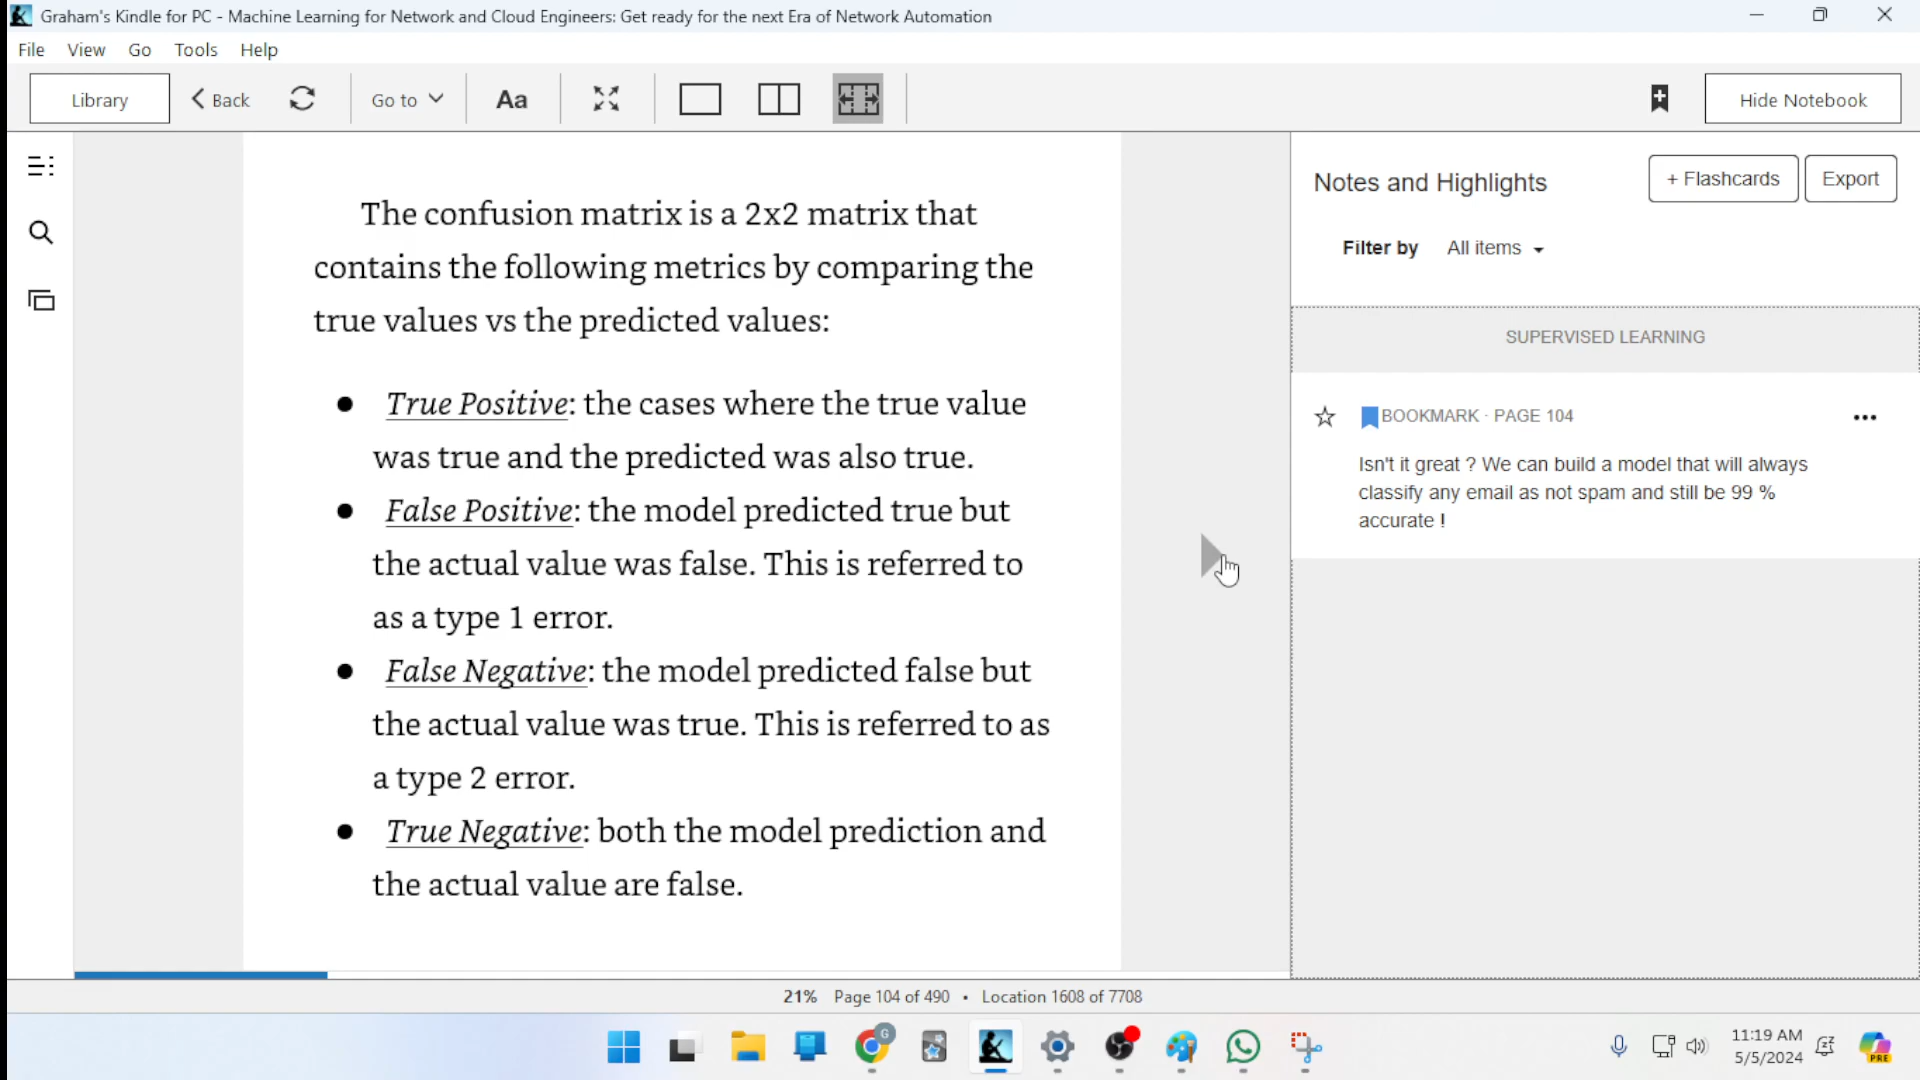 Graham's Kindle for PC - Machine Learning for Network and Cloud Engineers: Get ready for the next Era of Network Automation
File View Go Tools Help
Library Back Go to Aa Hide Notebook
The confusion matrix is a 2x2 matrix that
contains the following metrics by comparing the
true values vs the predicted values:
● True Positive: the cases where the true value
was true and the predicted was also true.
● False Positive: the model predicted true but
the actual value was false. This is referred to
as a type 1 error.
● False Negative: the model predicted false but
the actual value was true. This is referred to as
a type 2 error.
● True Negative: both the model prediction and
the actual value are false.
Notes and Highlights + Flashcards Export
Filter by All items
SUPERVISED LEARNING
BOOKMARK · PAGE 104
Isn't it great ? We can build a model that will always
classify any email as not spam and still be 99 %
accurate !
21% Page 104 of 490 • Location 1608 of 7708
G
11:19 AM
5/5/2024
PRE